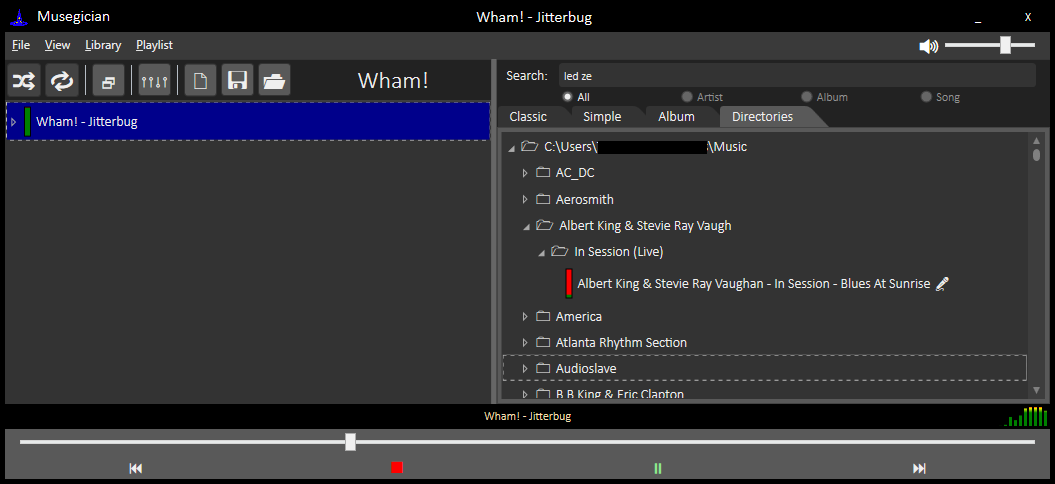 Musegician
Wham! - Jitterbug
_ X
File View Library Playlist
Wham!
Search: led ze
All Artist Album Song
Classic Simple Album Directories
Wham! - Jitterbug
C:\Users\ \Music
AC_DC
Aerosmith
Albert King & Stevie Ray Vaugh
In Session (Live)
Albert King & Stevie Ray Vaughan - In Session - Blues At Sunrise
America
Atlanta Rhythm Section
Audioslave
B B King & Eric Clapton
Wham! - Jitterbug